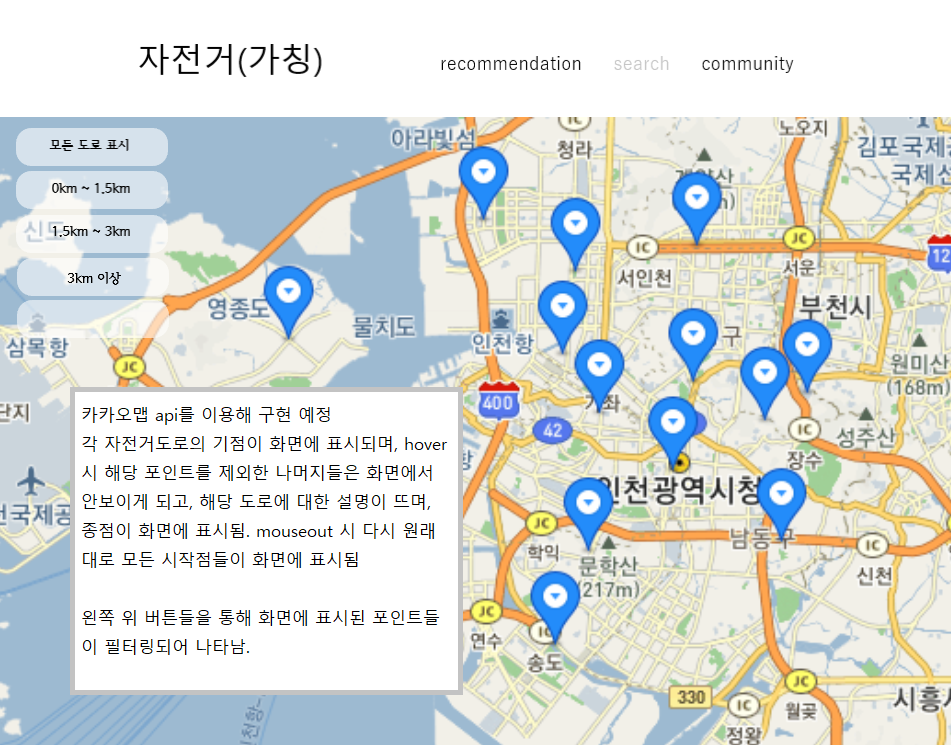 자전거(가칭)
recommendation search community
모든 도로 표시
0km ~ 1.5km
1.5km ~ 3km
3km 이상
카카오맵 api를 이용해 구현 예정
각 자전거도로의 기점이 화면에 표시되며, hover
시 해당 포인트를 제외한 나머지들은 화면에서
안보이게 되고, 해당 도로에 대한 설명이 뜨며,
종점이 화면에 표시됨. mouseout 시 다시 원래
대로 모든 시작점들이 화면에 표시됨
왼쪽 위 버튼들을 통해 화면에 표시된 포인트들
이 필터링되어 나타남.
아라빛섬
IC
청라
노오지
김포국제공
국제선
JC
IC
서인천
서운
12
영종도
물치도
부천시
인천항
구
삼목항
JC
원미산
(168m)
400
42
단지
IC
성주산
장수
인천광역시청
JC
남동구
IC
학익
문학산
(217m)
신천
JC
연수
송도
JC
330
IC
월곶
시흥시
정왕